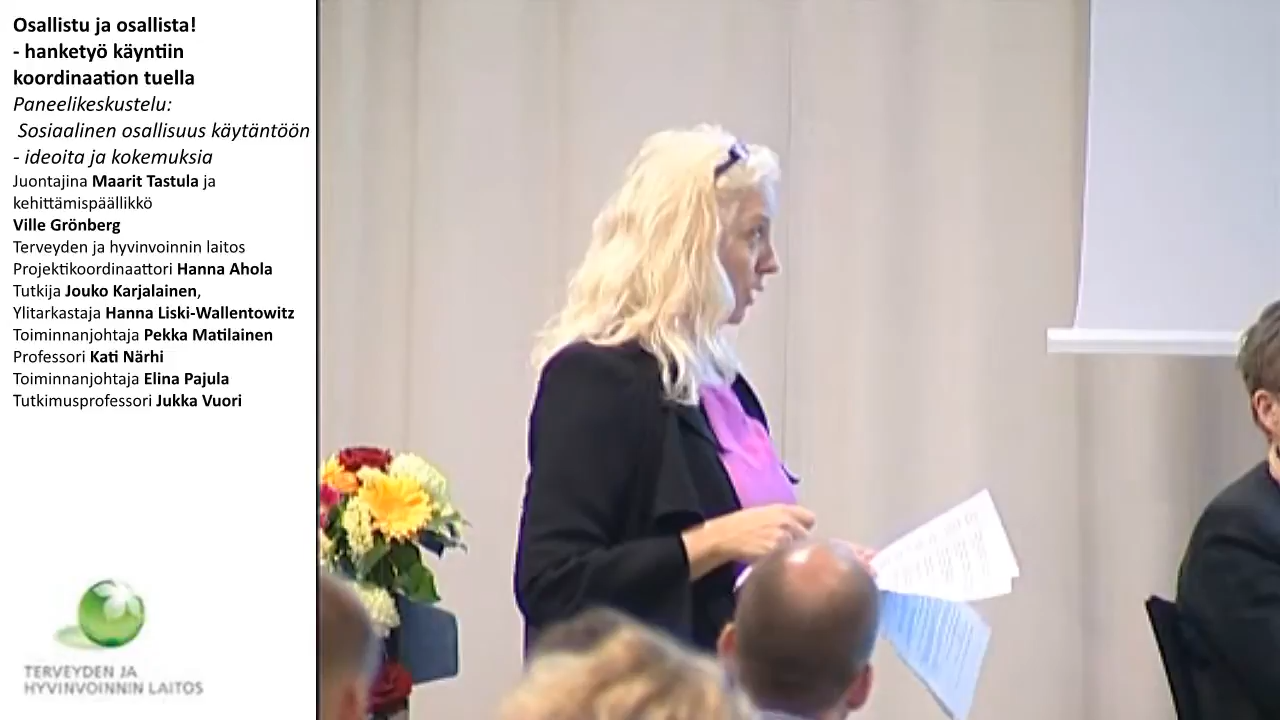 Osallistu ja osallista!
- hanketyö käyntiin
koordinaation tuella
Paneelikeskustelu:
Sosiaalinen osallisuus käytäntöön
- ideoita ja kokemuksia
Juontajina Maarit Tastula ja
kehittämispäällikkö
Ville Grönberg
Terveyden ja hyvinvoinnin laitos
Projektikoordinaattori Hanna Ahola
Tutkija Jouko Karjalainen,
Ylitarkastaja Hanna Liski-Wallentowitz
Toiminnanjohtaja Pekka Matilainen
Professori Kati Närhi
Toiminnanjohtaja Elina Pajula
Tutkimusprofessori Jukka Vuori
TERVEYDEN JA
HYVINVOINNIN LAITOS